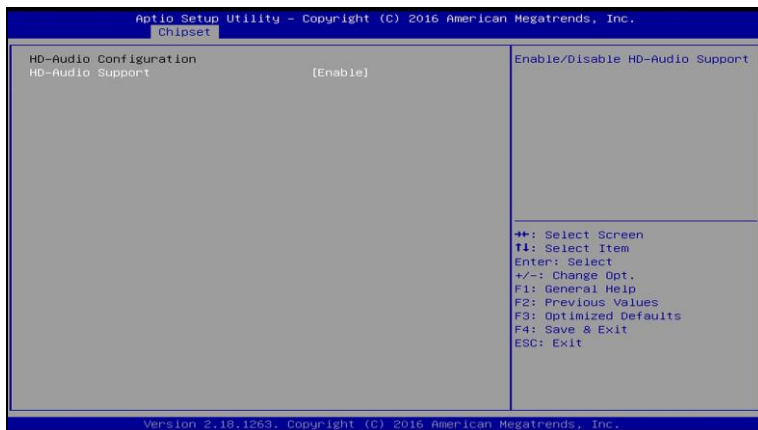 Aptio Setup Utility – Copyright (C) 2016 American Megatrends, Inc.
Chipset
HD-Audio Configuration
HD-Audio Support [Enable]
Enable/Disable HD-Audio Support
→←: Select Screen
↑↓: Select Item
Enter: Select
+/-: Change Opt.
F1: General Help
F2: Previous Values
F3: Optimized Defaults
F4: Save & Exit
ESC: Exit
Version 2.18.1263. Copyright (C) 2016 American Megatrends, Inc.